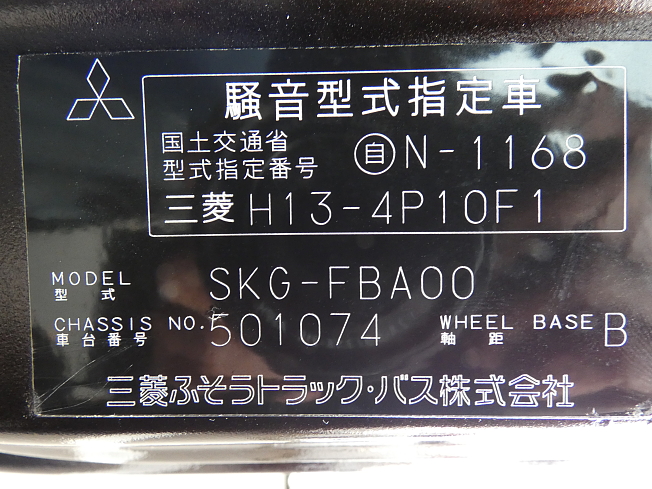 騒音型式指定車
国土交通省
型式指定番号 自N-1168
三菱 H13-4P10F1
MODEL SKG-FBA00
型式
CHASSIS NO. 501074 WHEEL BASE B
車台番号 軸距
三菱ふそうトラック・バス株式会社